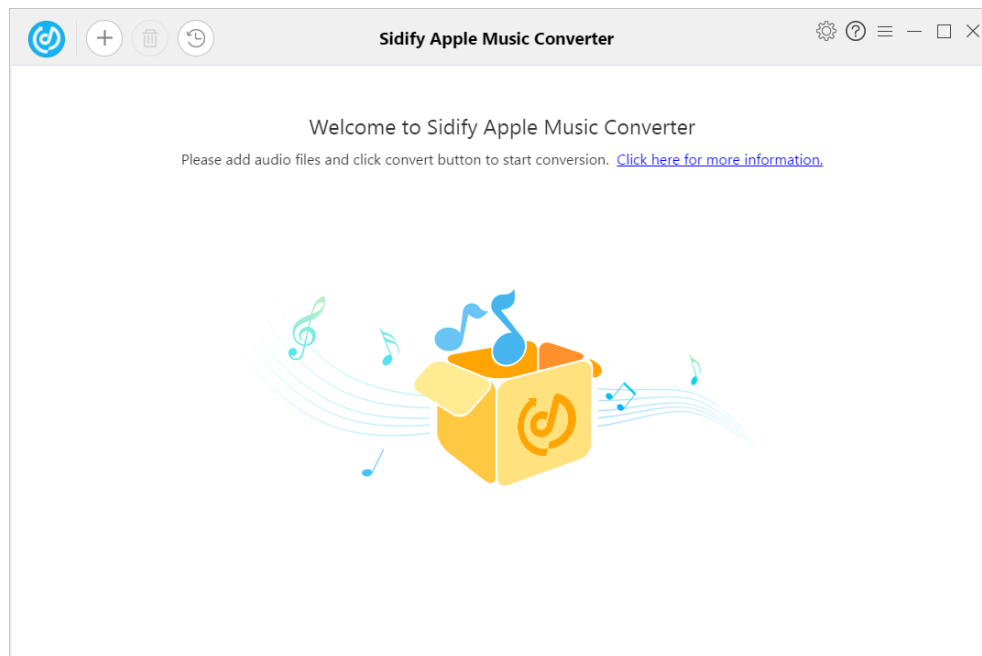 Sidify Apple Music Converter
Welcome to Sidify Apple Music Converter
Please add audio files and click convert button to start conversion. Click here for more information.